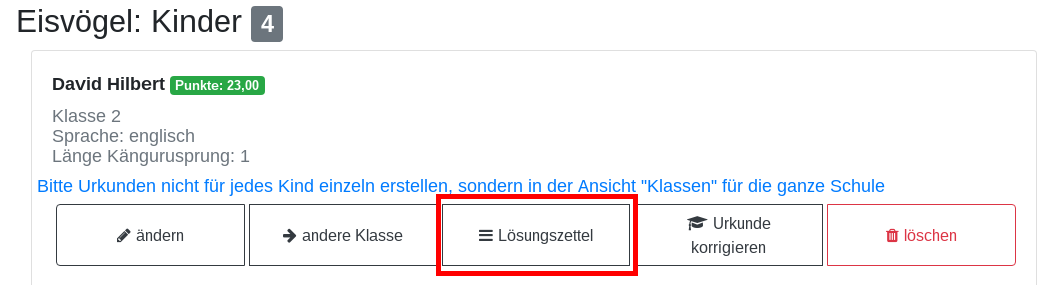 Eisvögel: Kinder 4
David Hilbert Punkte: 23,00
Klasse 2
Sprache: englisch
Länge Kängurusprung: 1
Bitte Urkunden nicht für jedes Kind einzeln erstellen, sondern in der Ansicht "Klassen" für die ganze Schule
ändern
andere Klasse
Lösungszettel
Urkunde
korrigieren
löschen